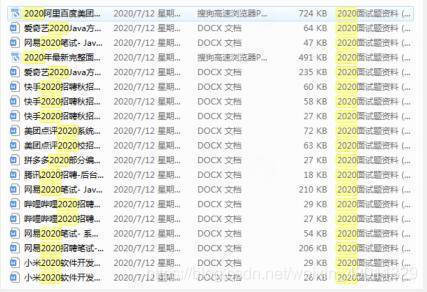 2020阿里百度美团... 2020/7/12 星期... 搜狗高速浏览器P... 724 KB 2020面试题资料 (...
爱奇艺2020Java方... 2020/7/12 星期... DOCX 文档 64 KB 2020面试题资料 (...
网易2020笔试- Jav... 2020/7/12 星期... DOCX 文档 47 KB 2020面试题资料 (...
2020年最新完整面... 2020/7/12 星期... 搜狗高速浏览器P... 491 KB 2020面试题资料 (...
爱奇艺2020Java方... 2020/7/12 星期... DOCX 文档 235 KB 2020面试题资料 (...
快手2020招聘秋招... 2020/7/12 星期... DOCX 文档 60 KB 2020面试题资料 (...
快手2020招聘秋招... 2020/7/12 星期... DOCX 文档 58 KB 2020面试题资料 (...
快手2020招聘秋招... 2020/7/12 星期... DOCX 文档 27 KB 2020面试题资料 (...
美团点评2020系统... 2020/7/12 星期... DOCX 文档 72 KB 2020面试题资料 (...
美团点评2020校招... 2020/7/12 星期... DOCX 文档 63 KB 2020面试题资料 (...
拼多多2020部分编... 2020/7/12 星期... DOCX 文档 27 KB 2020面试题资料 (...
腾讯2020招聘-后台... 2020/7/12 星期... DOCX 文档 18 KB 2020面试题资料 (...
网易2020笔试- Jav... 2020/7/12 星期... DOCX 文档 210 KB 2020面试题资料 (...
哔哩哔哩2020招聘... 2020/7/12 星期... DOCX 文档 29 KB 2020面试题资料 (...
哔哩哔哩2020招聘... 2020/7/12 星期... DOCX 文档 27 KB 2020面试题资料 (...
网易2020笔试- 系... 2020/7/12 星期... DOCX 文档 54 KB 2020面试题资料 (...
网易2020招聘笔试-... 2020/7/12 星期... DOCX 文档 206 KB 2020面试题资料 (...
小米2020软件开发... 2020/7/12 星期... DOCX 文档 29 KB 2020面试题资料 (...
小米2020软件开发... 2020/7/12 星期... DOCX 文档 26 KB 2020面试题资料 (...